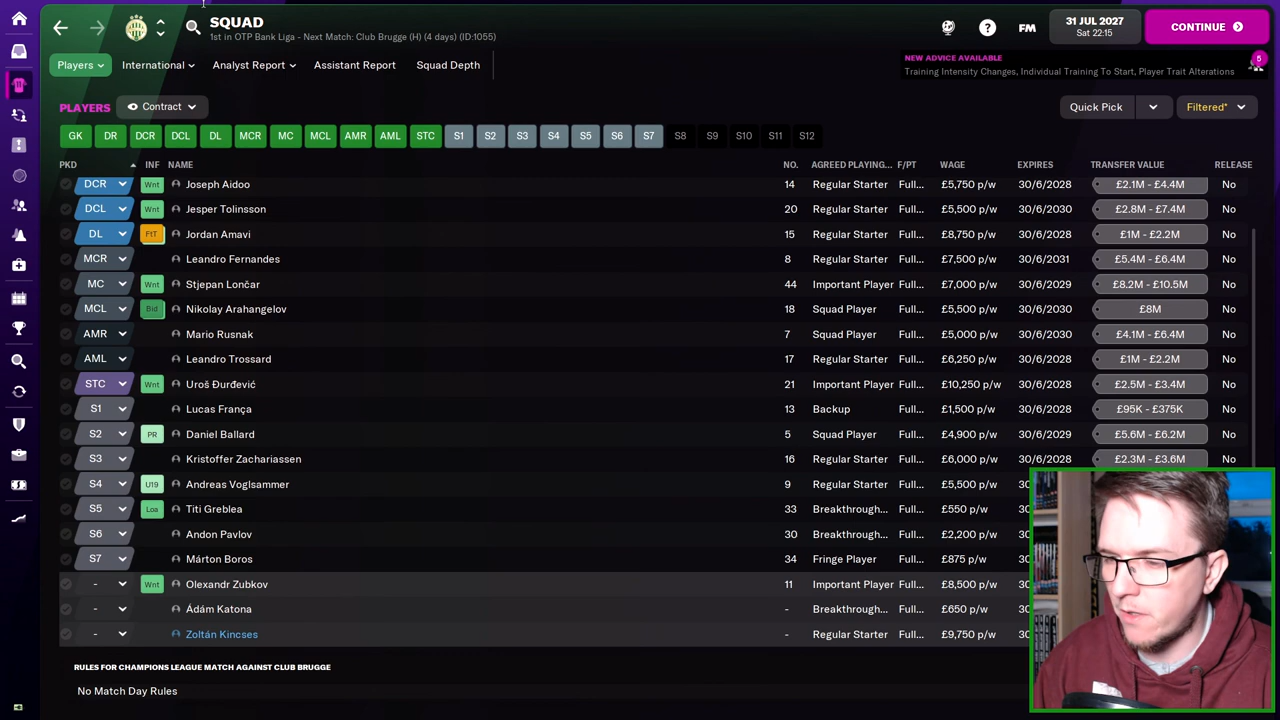 SQUAD
1st in OTP Bank Liga - Next Match: Club Brugge (H) (4 days) (ID:1055)
FM
31 JUL 2027
Sat 22:15
CONTINUE
Players
International
Analyst Report
Assistant Report
Squad Depth
NEW ADVICE AVAILABLE
Training Intensity Changes, Individual Training To Start, Player Trait Alterations
6
PLAYERS
Contract
Quick Pick
Filtered*
GK DR DCR DCL DL MCR MC MCL AMR AML STC S1 S2 S3 S4 S5 S6 S7 S8 S9 S10 S11 S12
PKD INF NAME NO. AGREED PLAYING... F/PT WAGE EXPIRES TRANSFER VALUE RELEASE
DCR Wnt Joseph Aidoo 14 Regular Starter Full... £5,750 p/w 30/6/2028 £2.1M - £4.4M No
DCL Wnt Jesper Tolinsson 20 Regular Starter Full... £5,500 p/w 30/6/2030 £2.8M - £7.4M No
DL FtT Jordan Amavi 15 Regular Starter Full... £8,750 p/w 30/6/2028 £1M - £2.2M No
MCR Leandro Fernandes 8 Regular Starter Full... £7,500 p/w 30/6/2031 £5.4M - £6.4M No
MC Wnt Stjepan Lončar 44 Important Player Full... £7,000 p/w 30/6/2029 £8.2M - £10.5M No
MCL Bid Nikolay Arahangelov 18 Squad Player Full... £5,500 p/w 30/6/2030 £8M No
AMR Mario Rusnak 7 Squad Player Full... £5,000 p/w 30/6/2030 £4.1M - £6.4M No
AML Leandro Trossard 17 Regular Starter Full... £6,250 p/w 30/6/2028 £1M - £2.2M No
STC Wnt Uroš Đurđević 21 Important Player Full... £10,250 p/w 30/6/2028 £2.5M - £3.4M No
S1 Lucas França 13 Backup Full... £1,500 p/w 30/6/2028 £95K - £375K No
S2 PR Daniel Ballard 5 Squad Player Full... £4,900 p/w 30/6/2029 £5.6M - £6.2M No
S3 Kristoffer Zachariassen 16 Regular Starter Full... £6,000 p/w 30/6/2028 £2.3M - £3.6M No
S4 U19 Andreas Voglsammer 9 Regular Starter Full... £5,500 p/w 30
S5 Loa Titi Greblea 33 Breakthrough... Full... £550 p/w 30
S6 Andon Pavlov 30 Breakthrough... Full... £2,200 p/w 30
S7 Márton Boros 34 Fringe Player Full... £875 p/w 30
- Wnt Olexandr Zubkov 11 Important Player Full... £8,500 p/w 30
- Ádám Katona - Breakthrough... Full... £650 p/w 30
- Zoltán Kincses - Regular Starter Full... £9,750 p/w 30
RULES FOR CHAMPIONS LEAGUE MATCH AGAINST CLUB BRUGGE
No Match Day Rules